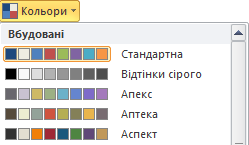 Кольори
Вбудовані
Стандартна
Відтінки сірого
Апекс
Аптека
Аспект